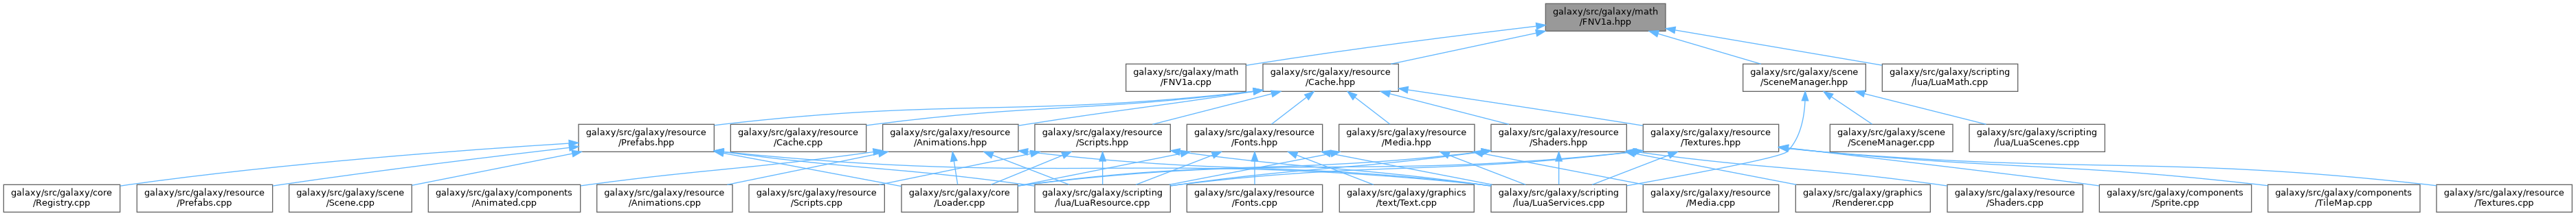 galaxy/src/galaxy/math
/FNV1a.hpp
galaxy/src/galaxy/math
/FNV1a.cpp
galaxy/src/galaxy/resource
/Cache.hpp
galaxy/src/galaxy/scene
/SceneManager.hpp
galaxy/src/galaxy/scripting
/lua/LuaMath.cpp
galaxy/src/galaxy/resource
/Prefabs.hpp
galaxy/src/galaxy/resource
/Cache.cpp
galaxy/src/galaxy/resource
/Animations.hpp
galaxy/src/galaxy/resource
/Scripts.hpp
galaxy/src/galaxy/resource
/Fonts.hpp
galaxy/src/galaxy/resource
/Media.hpp
galaxy/src/galaxy/resource
/Shaders.hpp
galaxy/src/galaxy/resource
/Textures.hpp
galaxy/src/galaxy/scene
/SceneManager.cpp
galaxy/src/galaxy/scripting
/lua/LuaScenes.cpp
galaxy/src/galaxy/core
/Registry.cpp
galaxy/src/galaxy/resource
/Prefabs.cpp
galaxy/src/galaxy/scene
/Scene.cpp
galaxy/src/galaxy/components
/Animated.cpp
galaxy/src/galaxy/resource
/Animations.cpp
galaxy/src/galaxy/resource
/Scripts.cpp
galaxy/src/galaxy/core
/Loader.cpp
galaxy/src/galaxy/scripting
/lua/LuaResource.cpp
galaxy/src/galaxy/resource
/Fonts.cpp
galaxy/src/galaxy/graphics
/text/Text.cpp
galaxy/src/galaxy/scripting
/lua/LuaServices.cpp
galaxy/src/galaxy/resource
/Media.cpp
galaxy/src/galaxy/graphics
/Renderer.cpp
galaxy/src/galaxy/resource
/Shaders.cpp
galaxy/src/galaxy/components
/Sprite.cpp
galaxy/src/galaxy/components
/TileMap.cpp
galaxy/src/galaxy/resource
/Textures.cpp